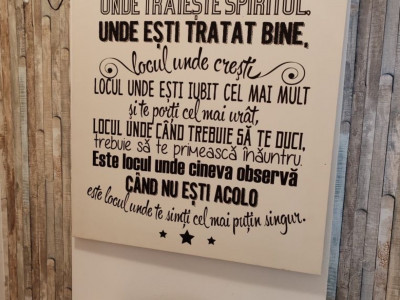 UNDE TRĂIEȘTE SPIRITUL.
UNDE EȘTI TRATAT BINE,
locul unde crești
LOCUL UNDE EȘTI IUBIT CEL MAI MULT
și te porți cel mai urât,
LOCUL UNDE CÂND TREBUIE SĂ TE DUCI,
trebuie să te primească înăuntru.
Este locul unde cineva observă
CÂND NU EȘTI ACOLO
este locul unde te simți cel mai puțin singur.